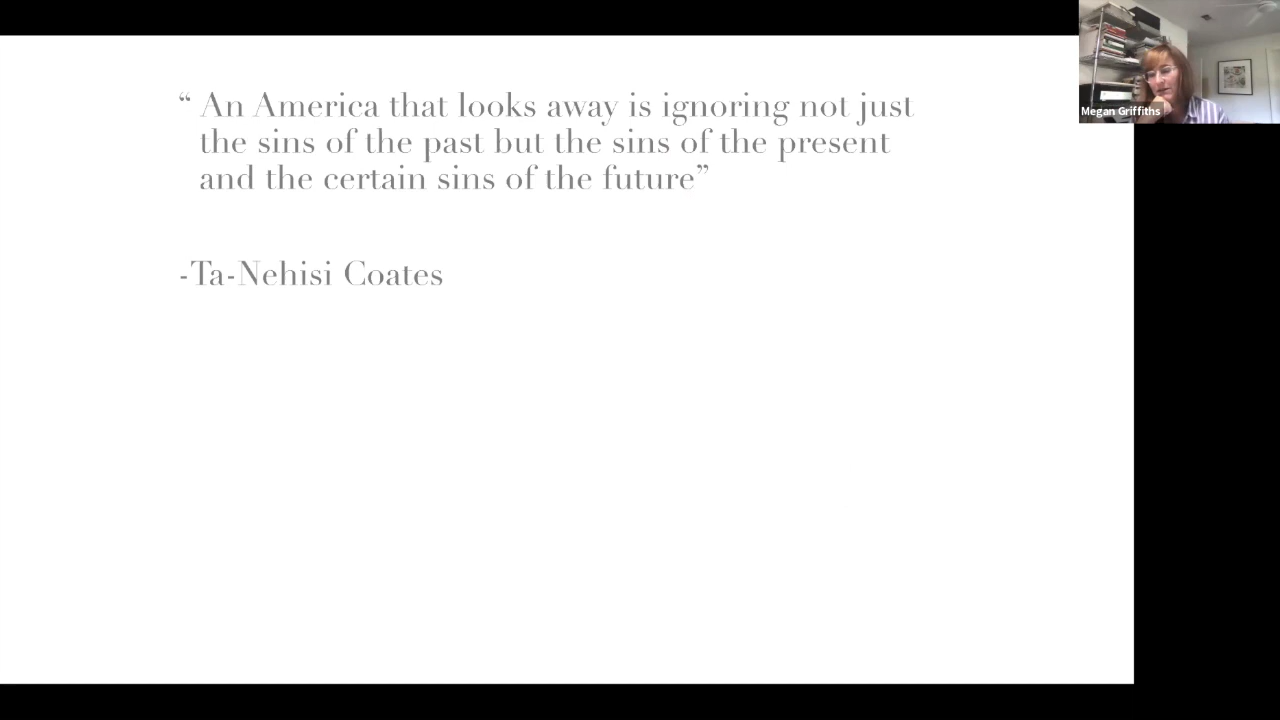 “ An America that looks away is ignoring not just
the sins of the past but the sins of the present
and the certain sins of the future”
-Ta-Nehisi Coates
Megan Griffiths